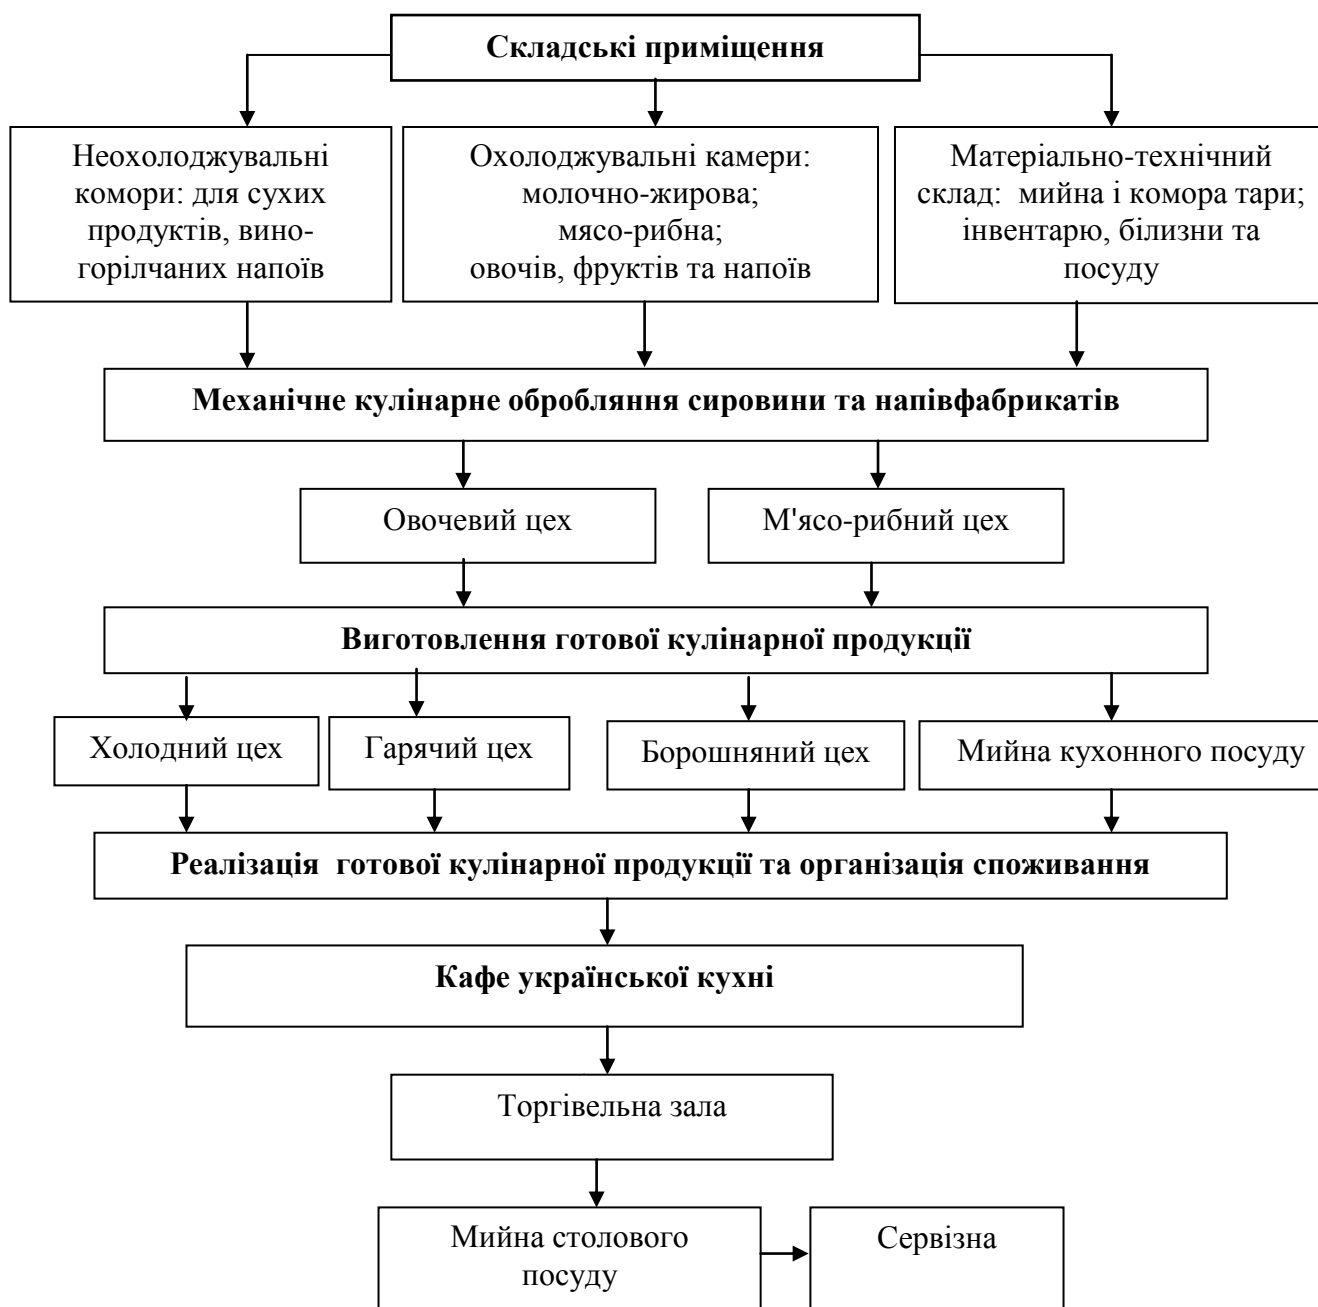 Складські приміщення
Неохолоджувальні
комори: для сухих
продуктів, вино-
горілчаних напоїв
Охолоджувальні камери:
молочно-жирова;
мясо-рибна;
овочів, фруктів та напоїв
Матеріально-технічний
склад:  мийна і комора тари;
інвентарю, білизни та
посуду
Механічне кулінарне обробляння сировини та напівфабрикатів
Овочевий цех
М'ясо-рибний цех
Виготовлення готової кулінарної продукції
Холодний цех
Гарячий цех
Борошняний цех
Мийна кухонного посуду
Реалізація  готової кулінарної продукції та організація споживання
Кафе української кухні
Торгівельна зала
Мийна столового
посуду
Сервізна